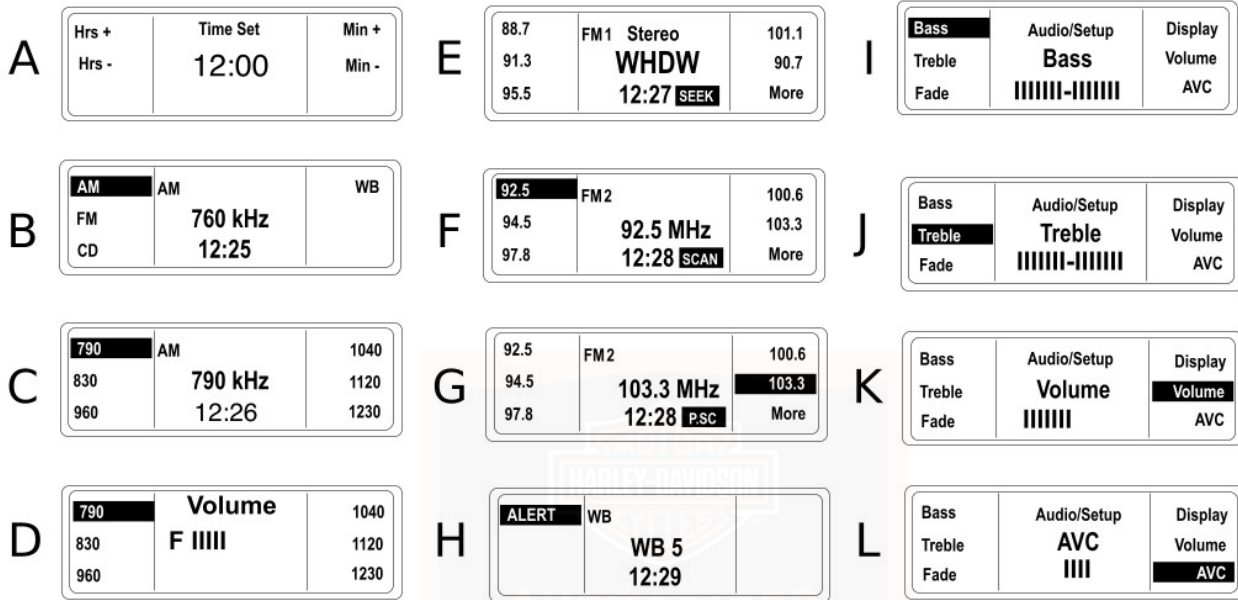 A
Hrs + Time Set Min +
Hrs - 12:00 Min -
B
AM AM WB
FM 760 kHz
CD 12:25
C
790 AM 1040
830 790 kHz 1120
960 12:26 1230
D
790 Volume 1040
830 F IIIII 1120
960 1230
E
88.7 FM1 Stereo 101.1
91.3 WHDW 90.7
95.5 12:27 SEEK More
F
92.5 FM2 100.6
94.5 92.5 MHz 103.3
97.8 12:28 SCAN More
G
92.5 FM2 100.6
94.5 103.3 MHz 103.3
97.8 12:28 P.SC More
H
ALERT WB
WB 5
12:29
I
Bass Audio/Setup Display
Treble Bass Volume
Fade IIIIIII-IIIIIII AVC
J
Bass Audio/Setup Display
Treble Treble Volume
Fade IIIIIII-IIIIIII AVC
K
Bass Audio/Setup Display
Treble Volume Volume
Fade IIIIIII AVC
L
Bass Audio/Setup Display
Treble AVC Volume
Fade IIII AVC
MOTOR
HARLEY-DAVIDSON
CYCLES